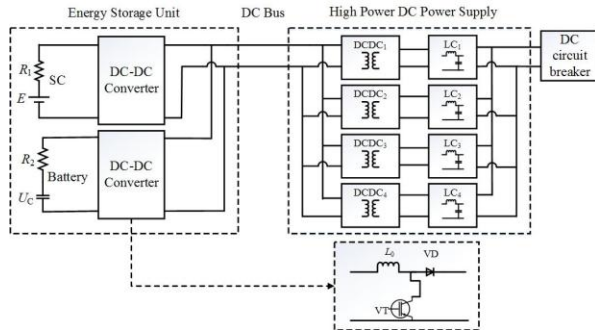 Energy Storage Unit
DC Bus
High Power DC Power Supply
R1
SC
E
DC-DC
Converter
R2
Battery
UC
DC-DC
Converter
DCDC1
LC1
DCDC2
LC2
DCDC3
LC3
DCDC4
LC4
DC
circuit
breaker
L0
VD
VT